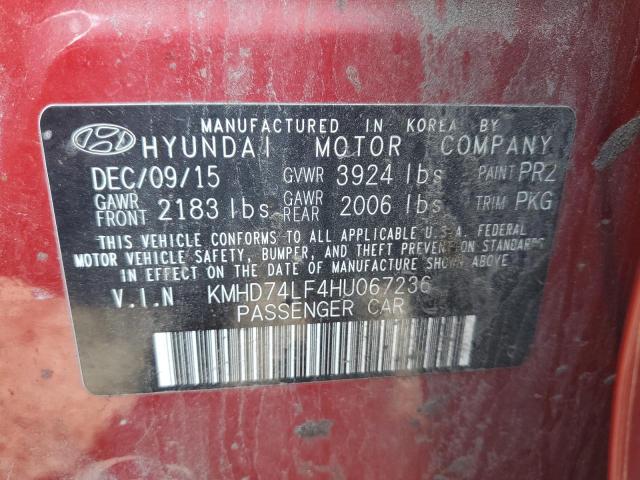 MANUFACTURED IN KOREA BY
HYUNDAI MOTOR COMPANY
DEC/09/15 GVWR 3924 lbs PAINT PR2
GAWR FRONT 2183 lbs GAWR REAR 2006 lbs TRIM PKG
THIS VEHICLE CONFORMS TO ALL APPLICABLE U.S.A. FEDERAL
MOTOR VEHICLE SAFETY, BUMPER, AND THEFT PREVENTION STANDARDS
IN EFFECT ON THE DATE OF MANUFACTURE SHOWN ABOVE.
V.I.N KMHD74LF4HU067236
PASSENGER CAR